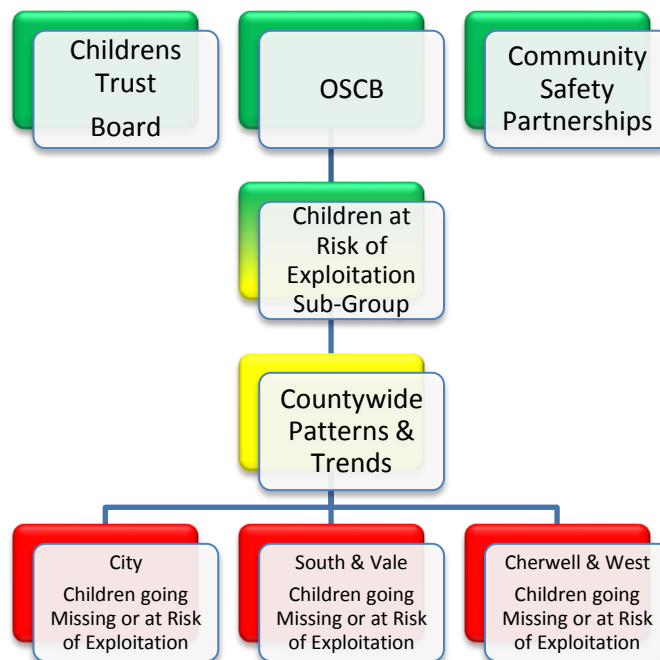 Childrens
Trust
Board
OSCB
Community
Safety
Partnerships
Children at
Risk of
Exploitation
Sub-Group
Countywide
Patterns &
Trends
City
Children going
Missing or at Risk
of Exploitation
South & Vale
Children going
Missing or at Risk
of Exploitation
Cherwell & West
Children going
Missing or at Risk
of Exploitation